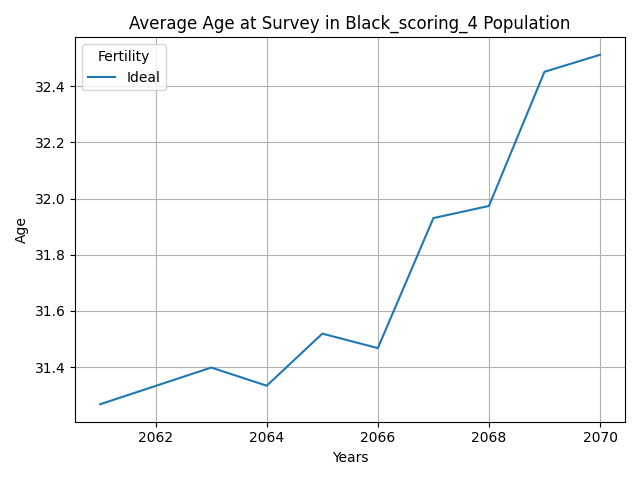 Average Age at Survey in Black_scoring_4 Population
Fertility
Ideal
32.4
32.2
32.0
31.8
31.6
31.4
Age
2062 2064 2066 2068 2070
Years